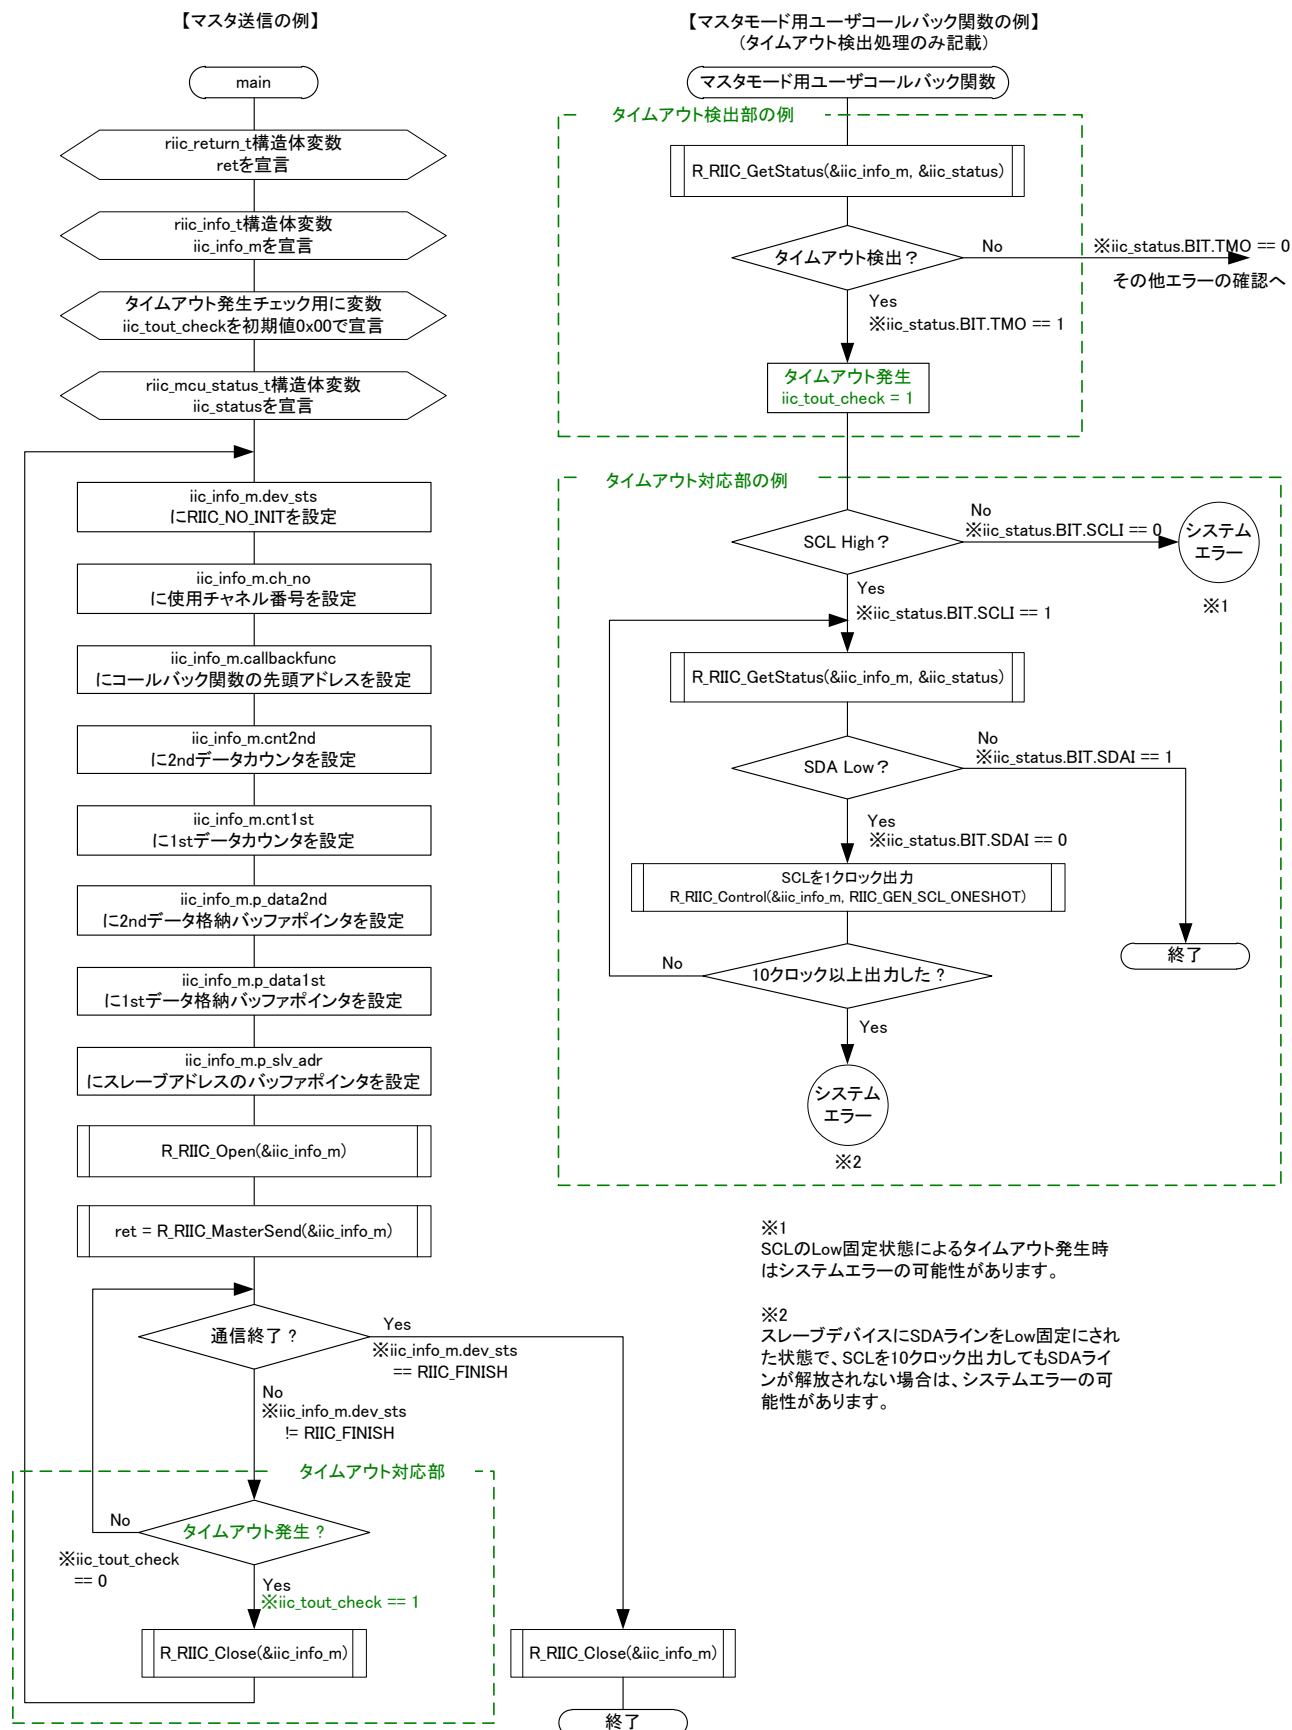 【マスタ送信の例】
main
riic_return_t構造体変数
retを宣言
riic_info_t構造体変数
iic_info_mを宣言
タイムアウト発生チェック用に変数
iic_tout_checkを初期値0x00で宣言
riic_mcu_status_t構造体変数
iic_statusを宣言
iic_info_m.dev_sts
にRIIC_NO_INITを設定
iic_info_m.ch_no
に使用チャネル番号を設定
iic_info_m.callbackfunc
にコールバック関数の先頭アドレスを設定
iic_info_m.cnt2nd
に2ndデータカウンタを設定
iic_info_m.cnt1st
に1stデータカウンタを設定
iic_info_m.p_data2nd
に2ndデータ格納バッファポインタを設定
iic_info_m.p_data1st
に1stデータ格納バッファポインタを設定
iic_info_m.p_slv_adr
にスレーブアドレスのバッファポインタを設定
R_RIIC_Open(&iic_info_m)
ret = R_RIIC_MasterSend(&iic_info_m)
通信終了？
Yes
※iic_info_m.dev_sts
== RIIC_FINISH
No
※iic_info_m.dev_sts
!= RIIC_FINISH
タイムアウト対応部
タイムアウト発生？
No
※iic_tout_check
== 0
Yes
※iic_tout_check == 1
R_RIIC_Close(&iic_info_m)
R_RIIC_Close(&iic_info_m)
終了
【マスタモード用ユーザコールバック関数の例】
（タイムアウト検出処理のみ記載）
マスタモード用ユーザコールバック関数
タイムアウト検出部の例
R_RIIC_GetStatus(&iic_info_m, &iic_status)
タイムアウト検出？
No
※iic_status.BIT.TMO == 0
その他エラーの確認へ
Yes
※iic_status.BIT.TMO == 1
タイムアウト発生
iic_tout_check = 1
タイムアウト対応部の例
SCL High？
No
※iic_status.BIT.SCLI == 0
システム
エラー
※1
Yes
※iic_status.BIT.SCLI == 1
R_RIIC_GetStatus(&iic_info_m, &iic_status)
SDA Low？
No
※iic_status.BIT.SDAI == 1
Yes
※iic_status.BIT.SDAI == 0
SCLを1クロック出力
R_RIIC_Control(&iic_info_m, RIIC_GEN_SCL_ONESHOT)
終了
10クロック以上出力した？
No
Yes
システム
エラー
※2
※1
SCLのLow固定状態によるタイムアウト発生時
はシステムエラーの可能性があります。
※2
スレーブデバイスにSDAラインをLow固定にされ
た状態で、SCLを10クロック出力してもSDAライ
ンが解放されない場合は、システムエラーの可
能性があります。